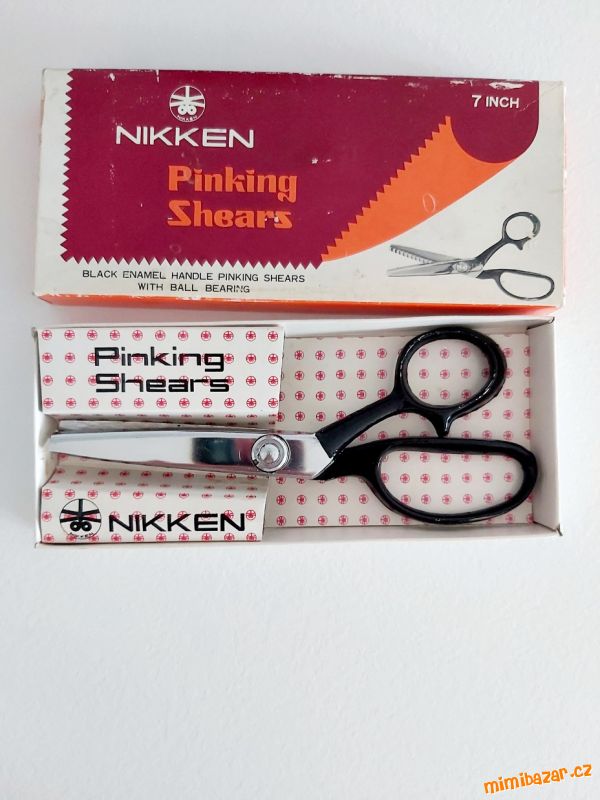 7 INCH
NIKKEN
NIKKEN
Pinking
Shears
BLACK ENAMEL HANDLE PINKING SHEARS
WITH BALL BEARING
Pinking
Shears
NIKKEN
mimibazar.cz